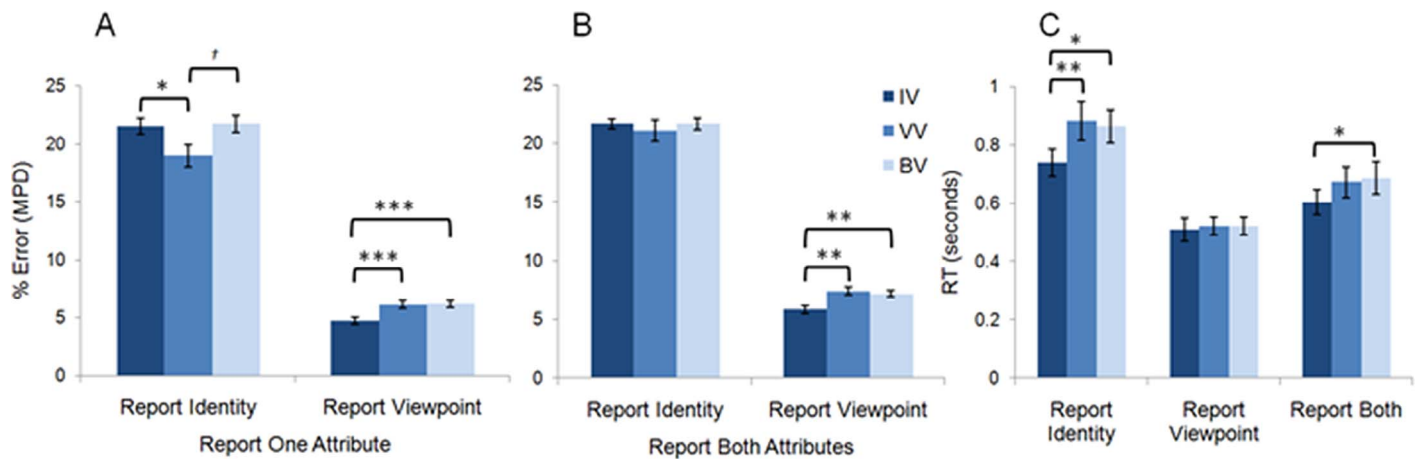 A
B
C
% Error (MPD)
25
20
15
10
5
0
*
†
***
***
Report Identity
Report Viewpoint
Report One Attribute
25
20
15
10
5
0
IV
VV
BV
**
**
Report Identity
Report Viewpoint
Report Both Attributes
RT (seconds)
1
0.8
0.6
0.4
0.2
0
*
**
*
Report
Identity
Report
Viewpoint
Report Both